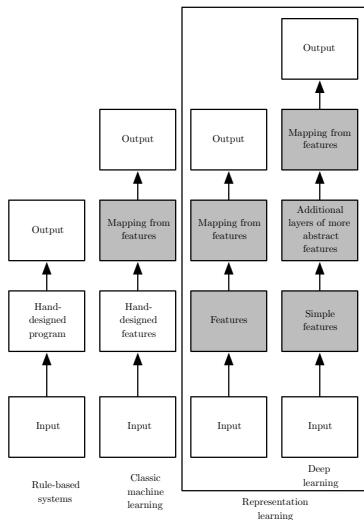 Output
Output
Output
Mapping from
features
Output
Mapping from
features
Mapping from
features
Additional
layers of more
abstract
features
Hand-
designed
program
Hand-
designed
features
Features
Simple
features
Input
Input
Input
Input
Rule-based
systems
Classic
machine
learning
Deep
learning
Representation
learning